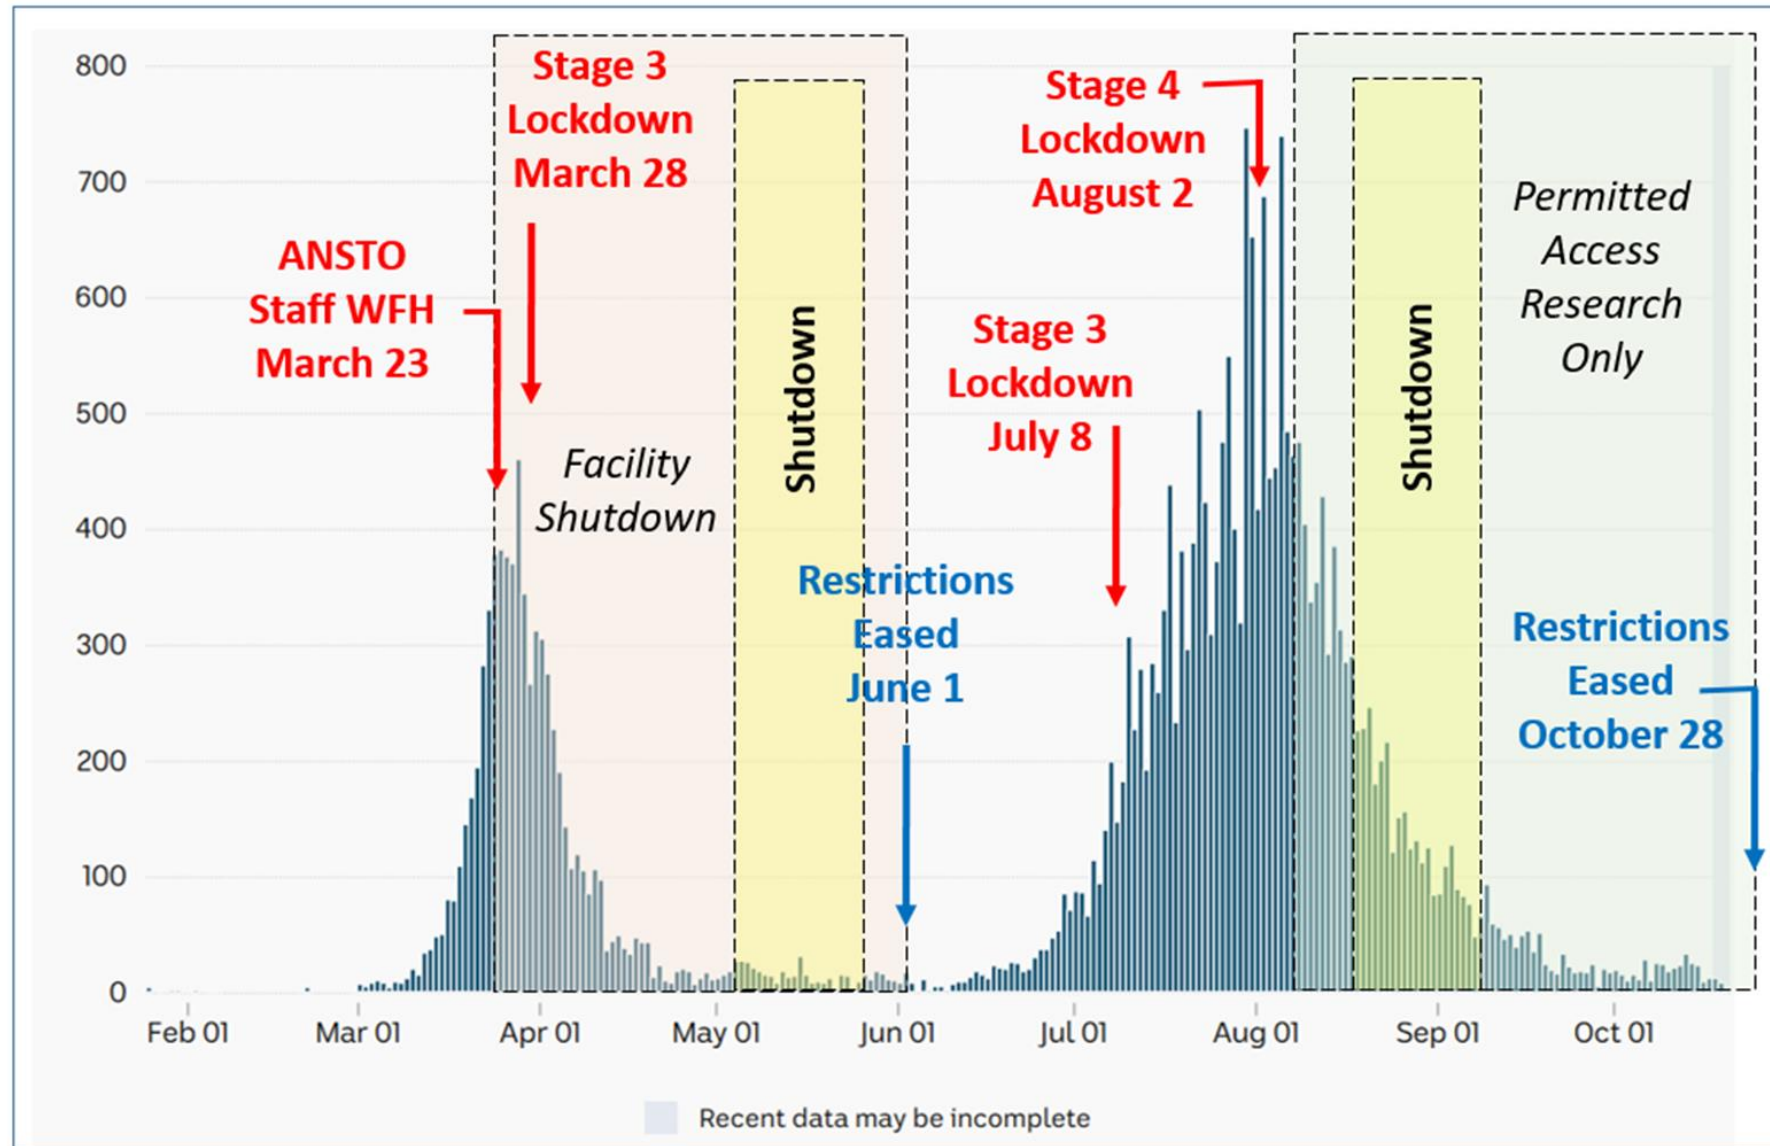 800
700
600
500
400
300
200
100
0
Stage 3
Lockdown
March 28
ANSTO
Staff WFH
March 23
Facility
Shutdown
Shutdown
Restrictions
Eased
June 1
Stage 4
Lockdown
August 2
Stage 3
Lockdown
July 8
Permitted
Access
Research
Only
Shutdown
Restrictions
Eased
October 28
Feb 01
Mar 01
Apr 01
May 01
Jun 01
Jul 01
Aug 01
Sep 01
Oct 01
Recent data may be incomplete